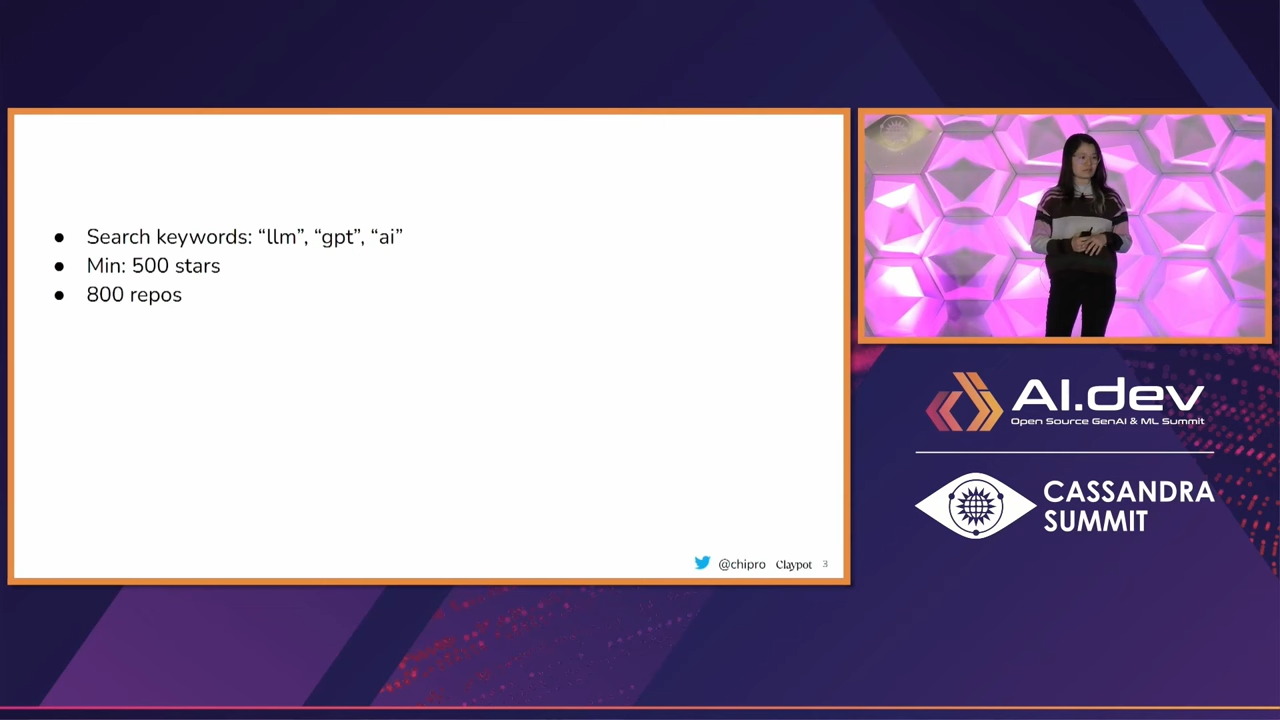 ● Search keywords: “llm”, “gpt”, “ai”
● Min: 500 stars
● 800 repos
@chipro Claypot 3
AI.dev
Open Source GenAI & ML Summit
CASSANDRA
SUMMIT